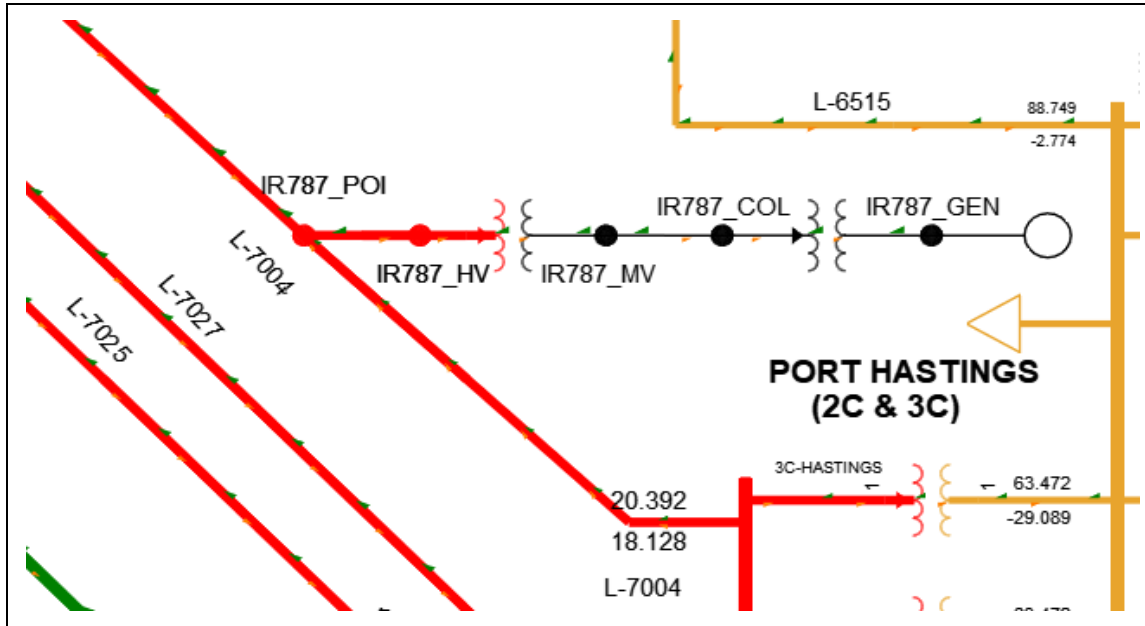 L-6515
88.749
-2.774
IR787_POI
IR787_COL
IR787_GEN
L-7004
IR787_HV
IR787_MV
L-7027
L-7025
PORT HASTINGS
(2C & 3C)
3C-HASTINGS
1
1
63.472
-29.089
20.392
18.128
L-7004